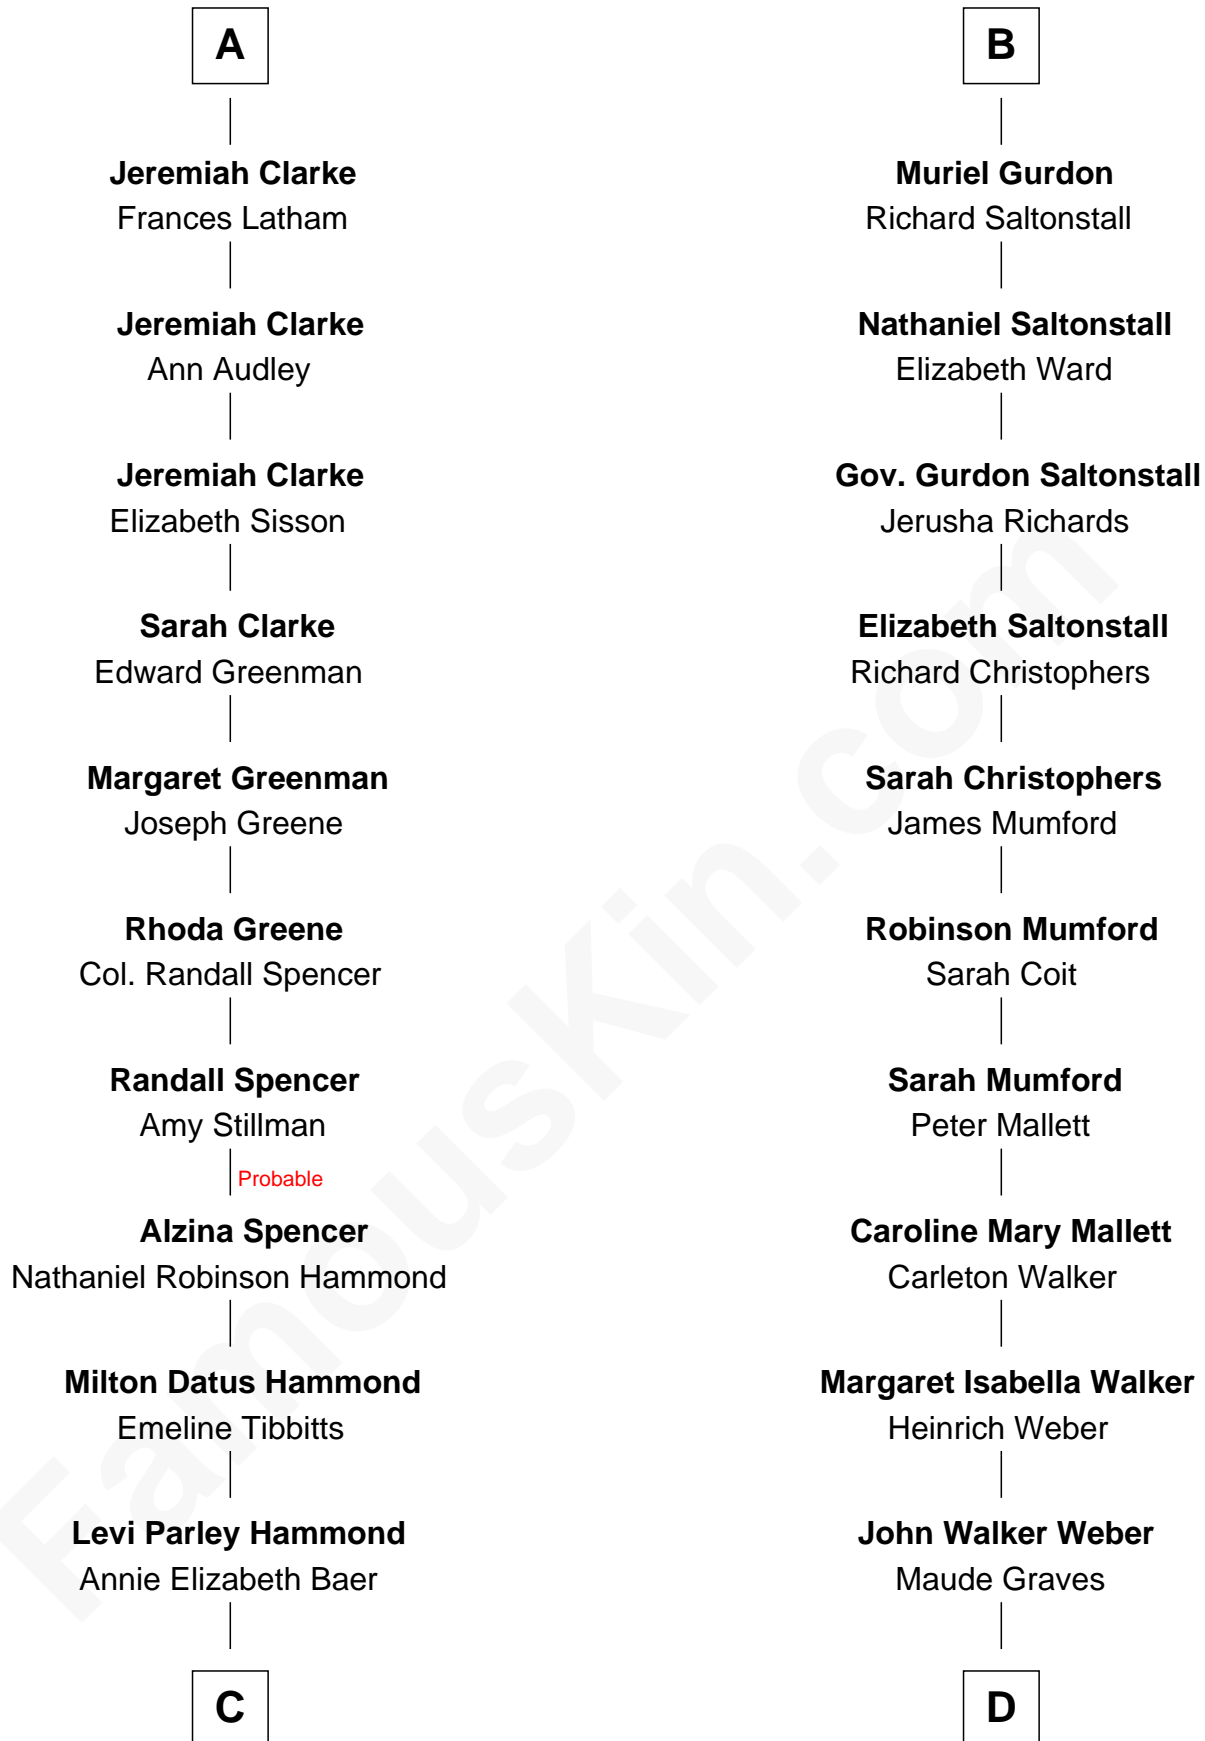 A
Jeremiah Clarke
Frances Latham
Jeremiah Clarke
Ann Audley
Jeremiah Clarke
Elizabeth Sisson
Sarah Clarke
Edward Greenman
Margaret Greenman
Joseph Greene
Rhoda Greene
Col. Randall Spencer
Randall Spencer
Amy Stillman
Probable
Alzina Spencer
Nathaniel Robinson Hammond
Milton Datus Hammond
Emeline Tibbitts
Levi Parley Hammond
Annie Elizabeth Baer
C
B
Muriel Gurdon
Richard Saltonstall
Nathaniel Saltonstall
Elizabeth Ward
Gov. Gurdon Saltonstall
Jerusha Richards
Elizabeth Saltonstall
Richard Christophers
Sarah Christophers
James Mumford
Robinson Mumford
Sarah Coit
Sarah Mumford
Peter Mallett
Caroline Mary Mallett
Carleton Walker
Margaret Isabella Walker
Heinrich Weber
John Walker Weber
Maude Graves
D
FamousKin.com